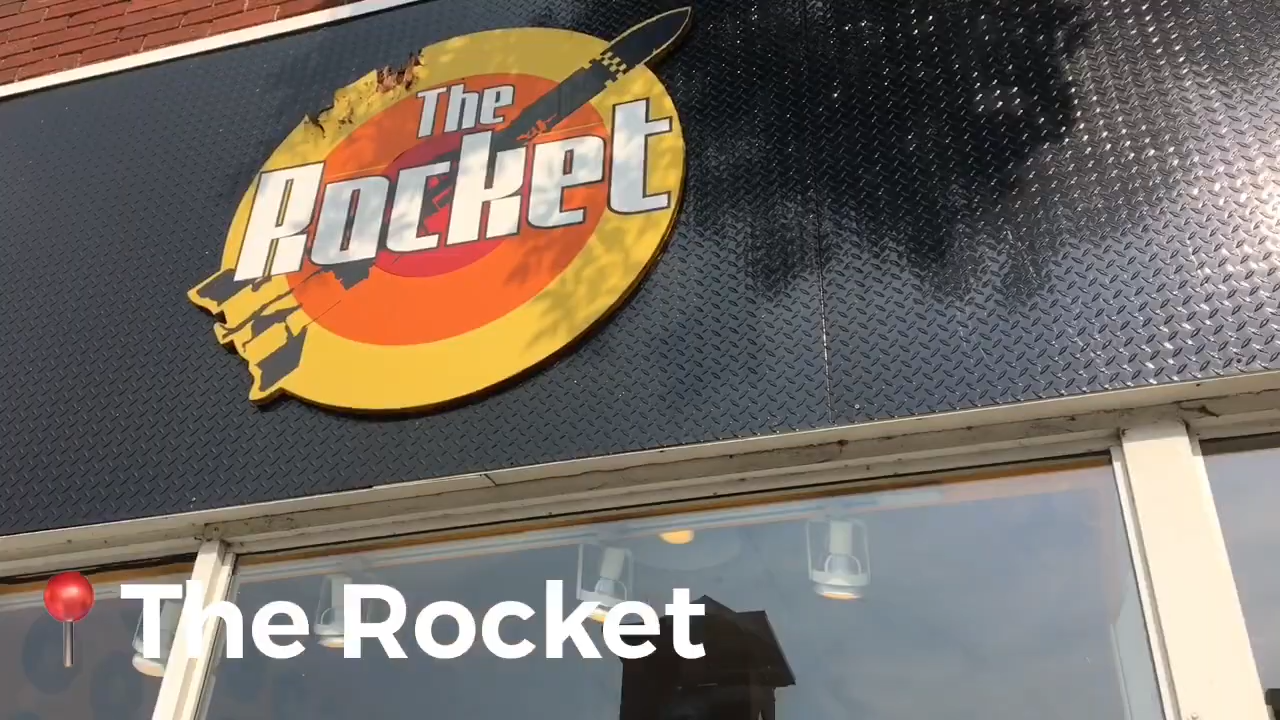 The
Rocket
📍 The Rocket